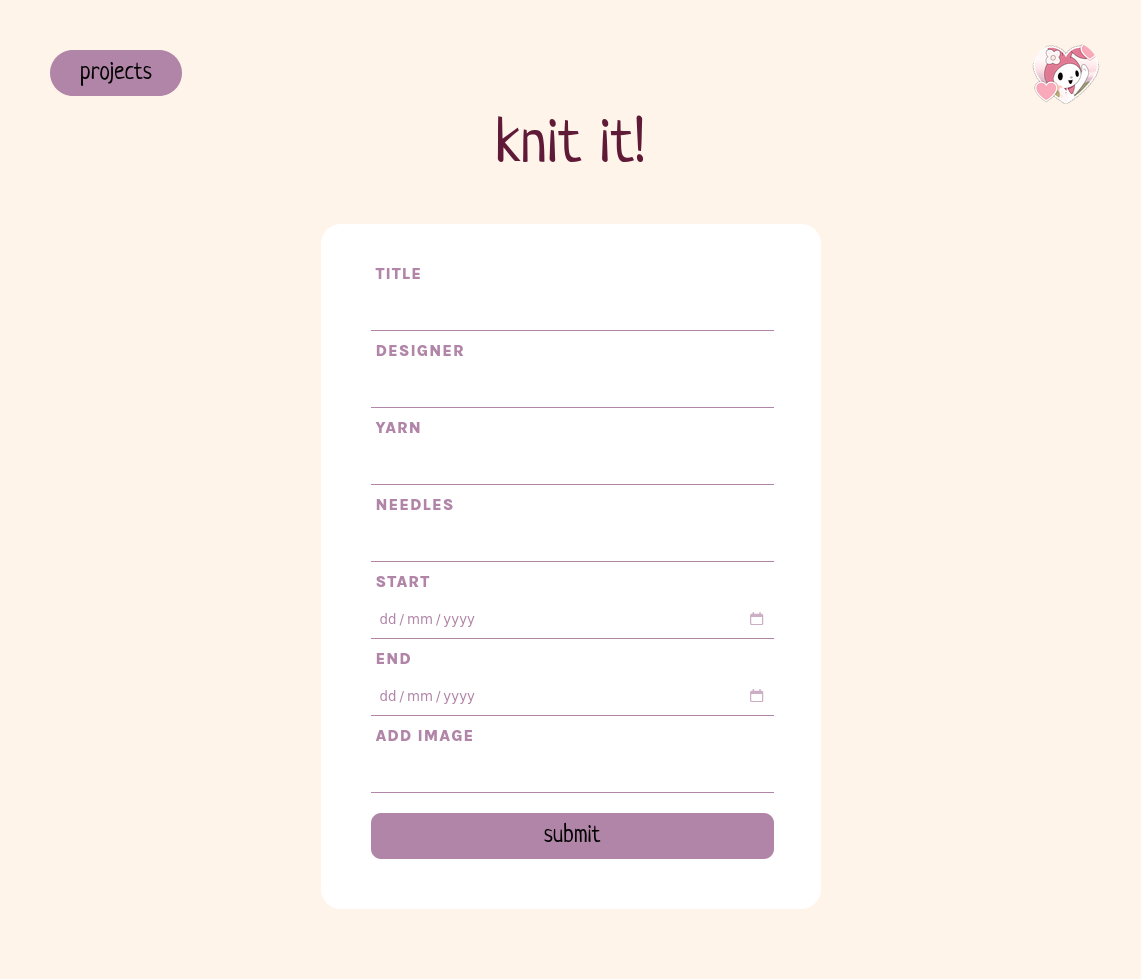 projects
knit it!
TITLE
DESIGNER
YARN
NEEDLES
START
dd / mm / yyyy
END
dd / mm / yyyy
ADD IMAGE
submit